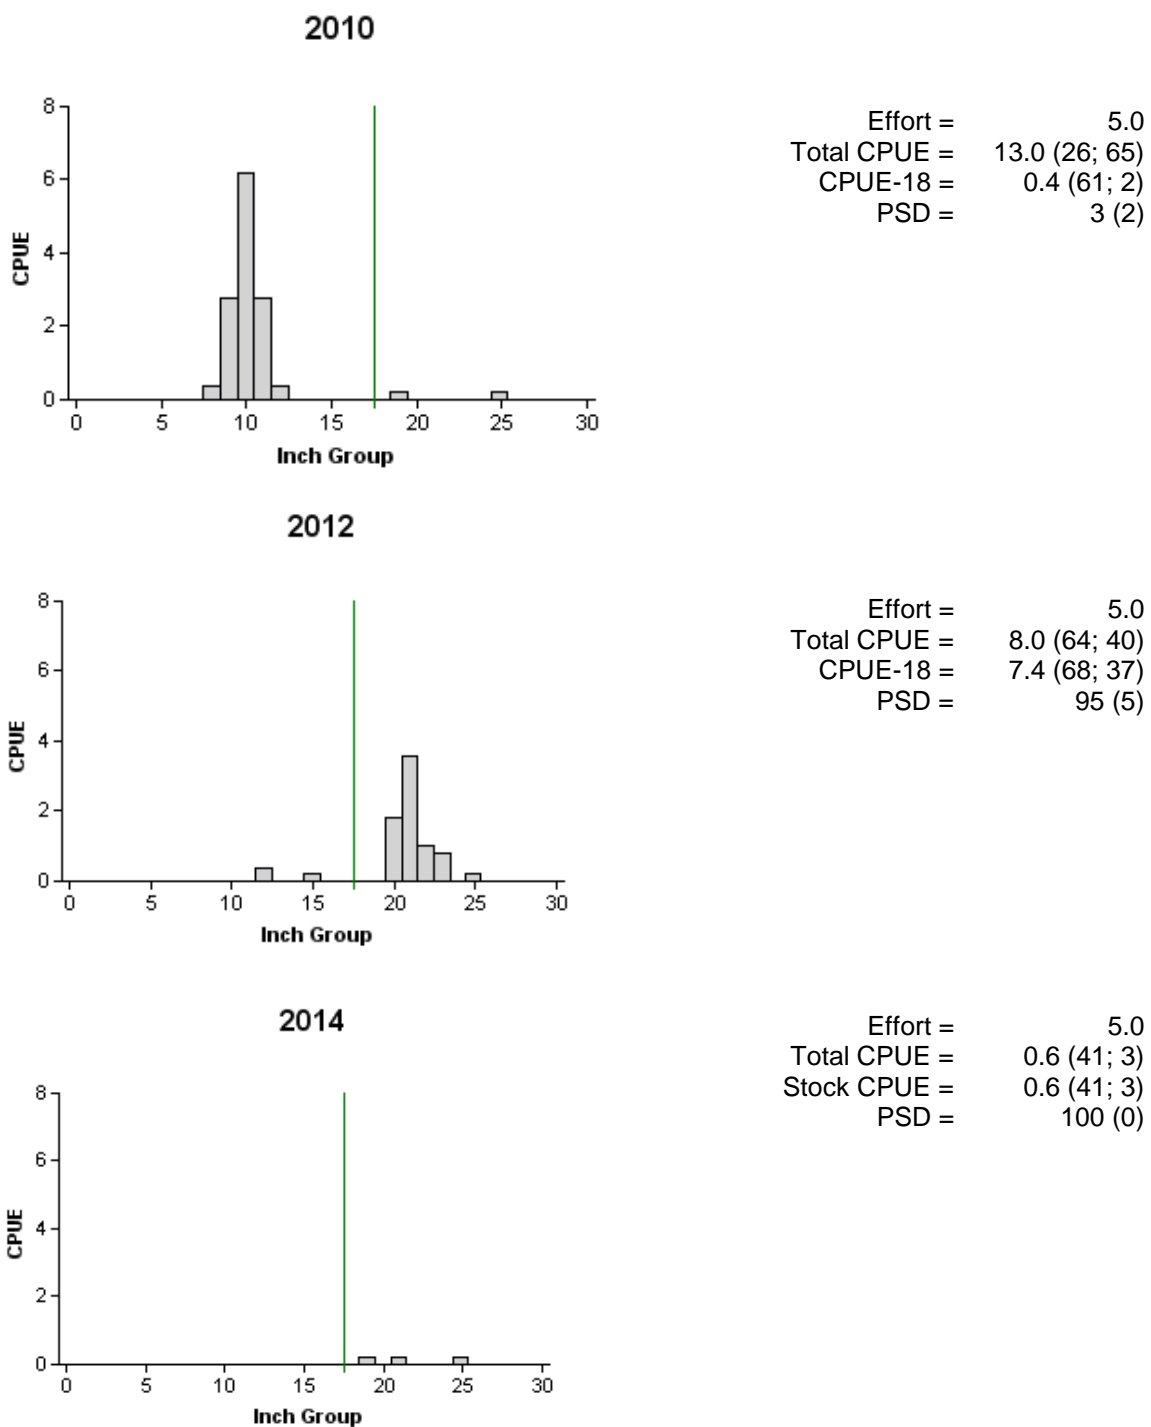 2010
8
6
4
2
0
CPUE
0 5 10 15 20 25 30
Inch Group
Effort = 5.0
Total CPUE = 13.0 (26; 65)
CPUE-18 = 0.4 (61; 2)
PSD = 3 (2)
2012
8
6
4
2
0
CPUE
0 5 10 15 20 25 30
Inch Group
Effort = 5.0
Total CPUE = 8.0 (64; 40)
CPUE-18 = 7.4 (68; 37)
PSD = 95 (5)
2014
8
6
4
2
0
CPUE
0 5 10 15 20 25 30
Inch Group
Effort = 5.0
Total CPUE = 0.6 (41; 3)
Stock CPUE = 0.6 (41; 3)
PSD = 100 (0)